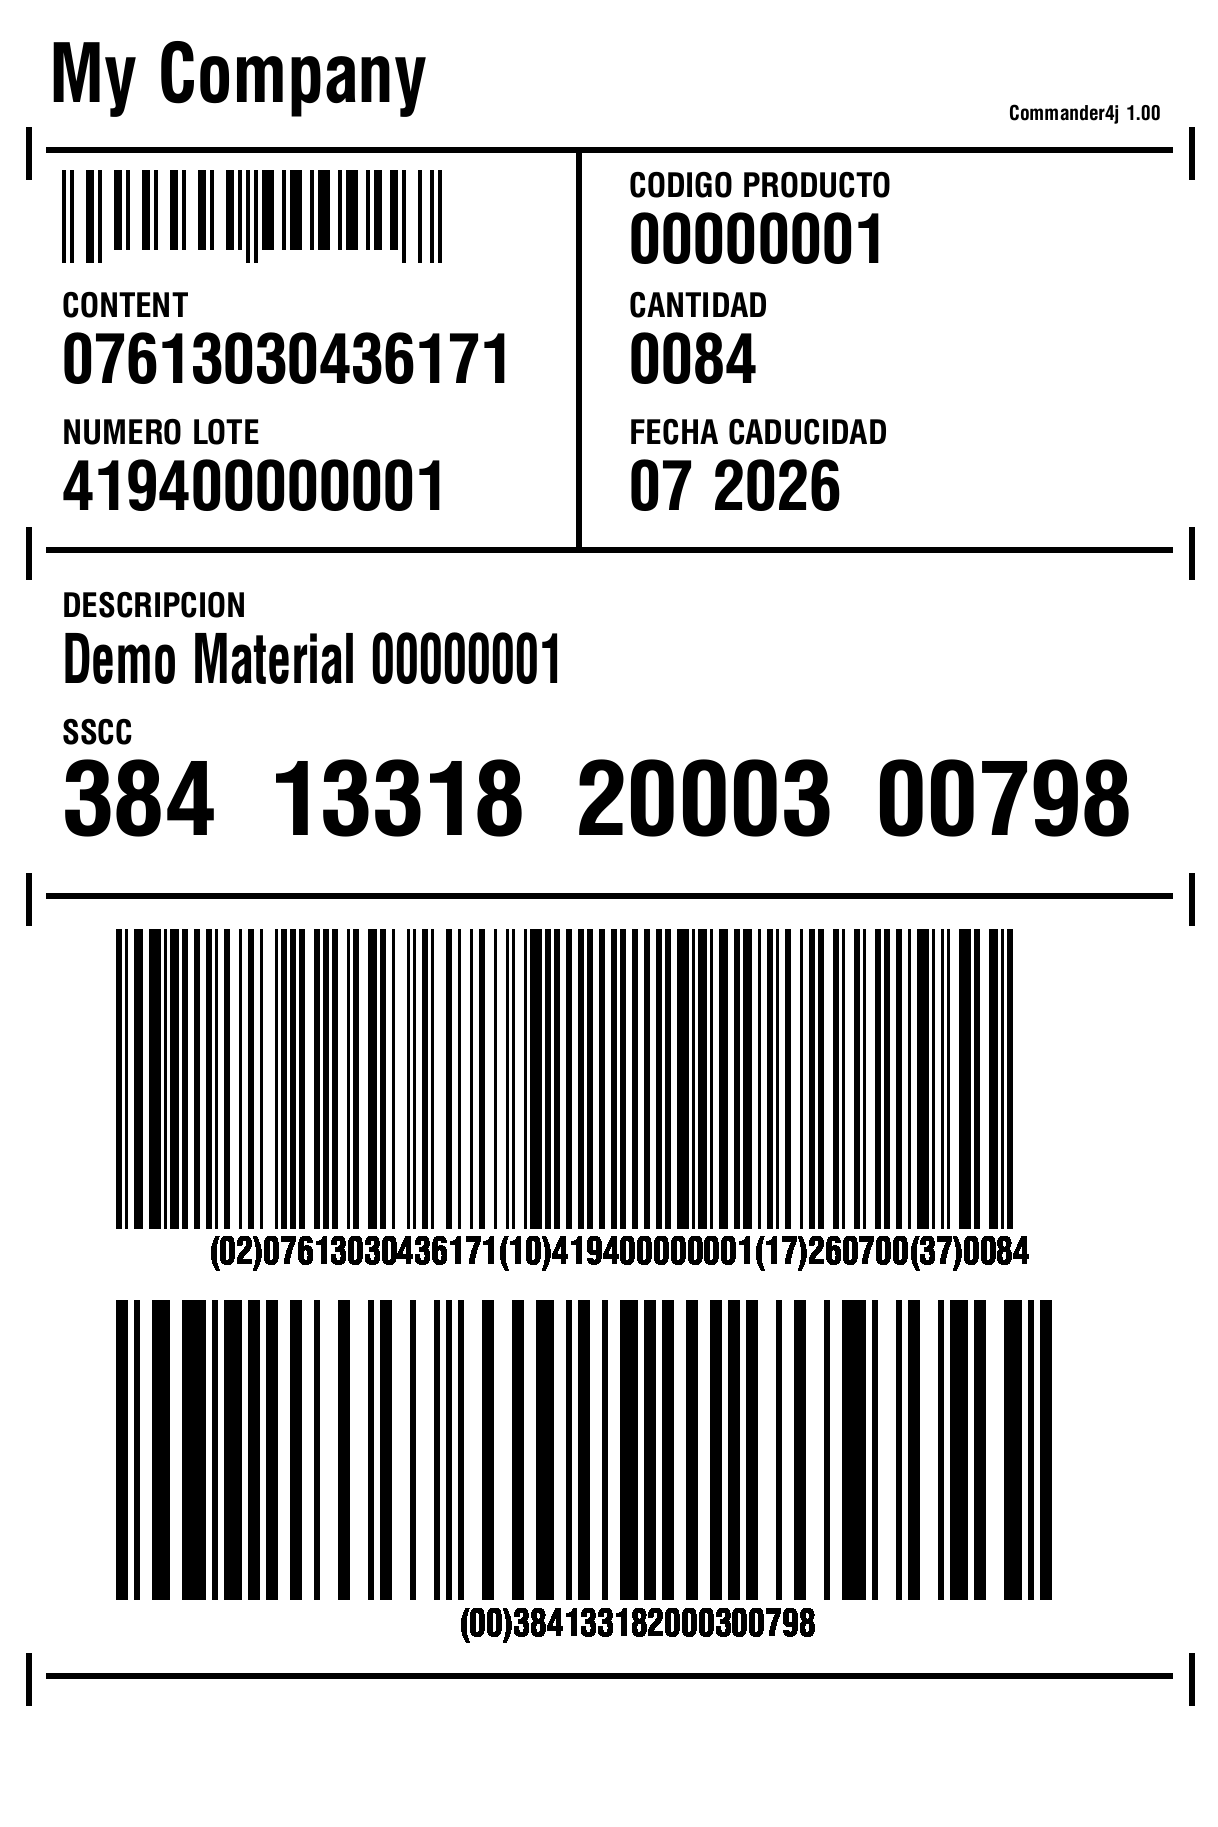 My Company
Commander4j 1.00
CODIGO PRODUCTO
00000001
CONTENT
07613030436171
CANTIDAD
0084
NUMERO LOTE
419400000001
FECHA CADUCIDAD
07 2026
DESCRIPCION
Demo Material 00000001
SSCC
384 13318 20003 00798
(02)07613030436171(10)419400000001(17)260700(37)0084
(00)384133182000300798